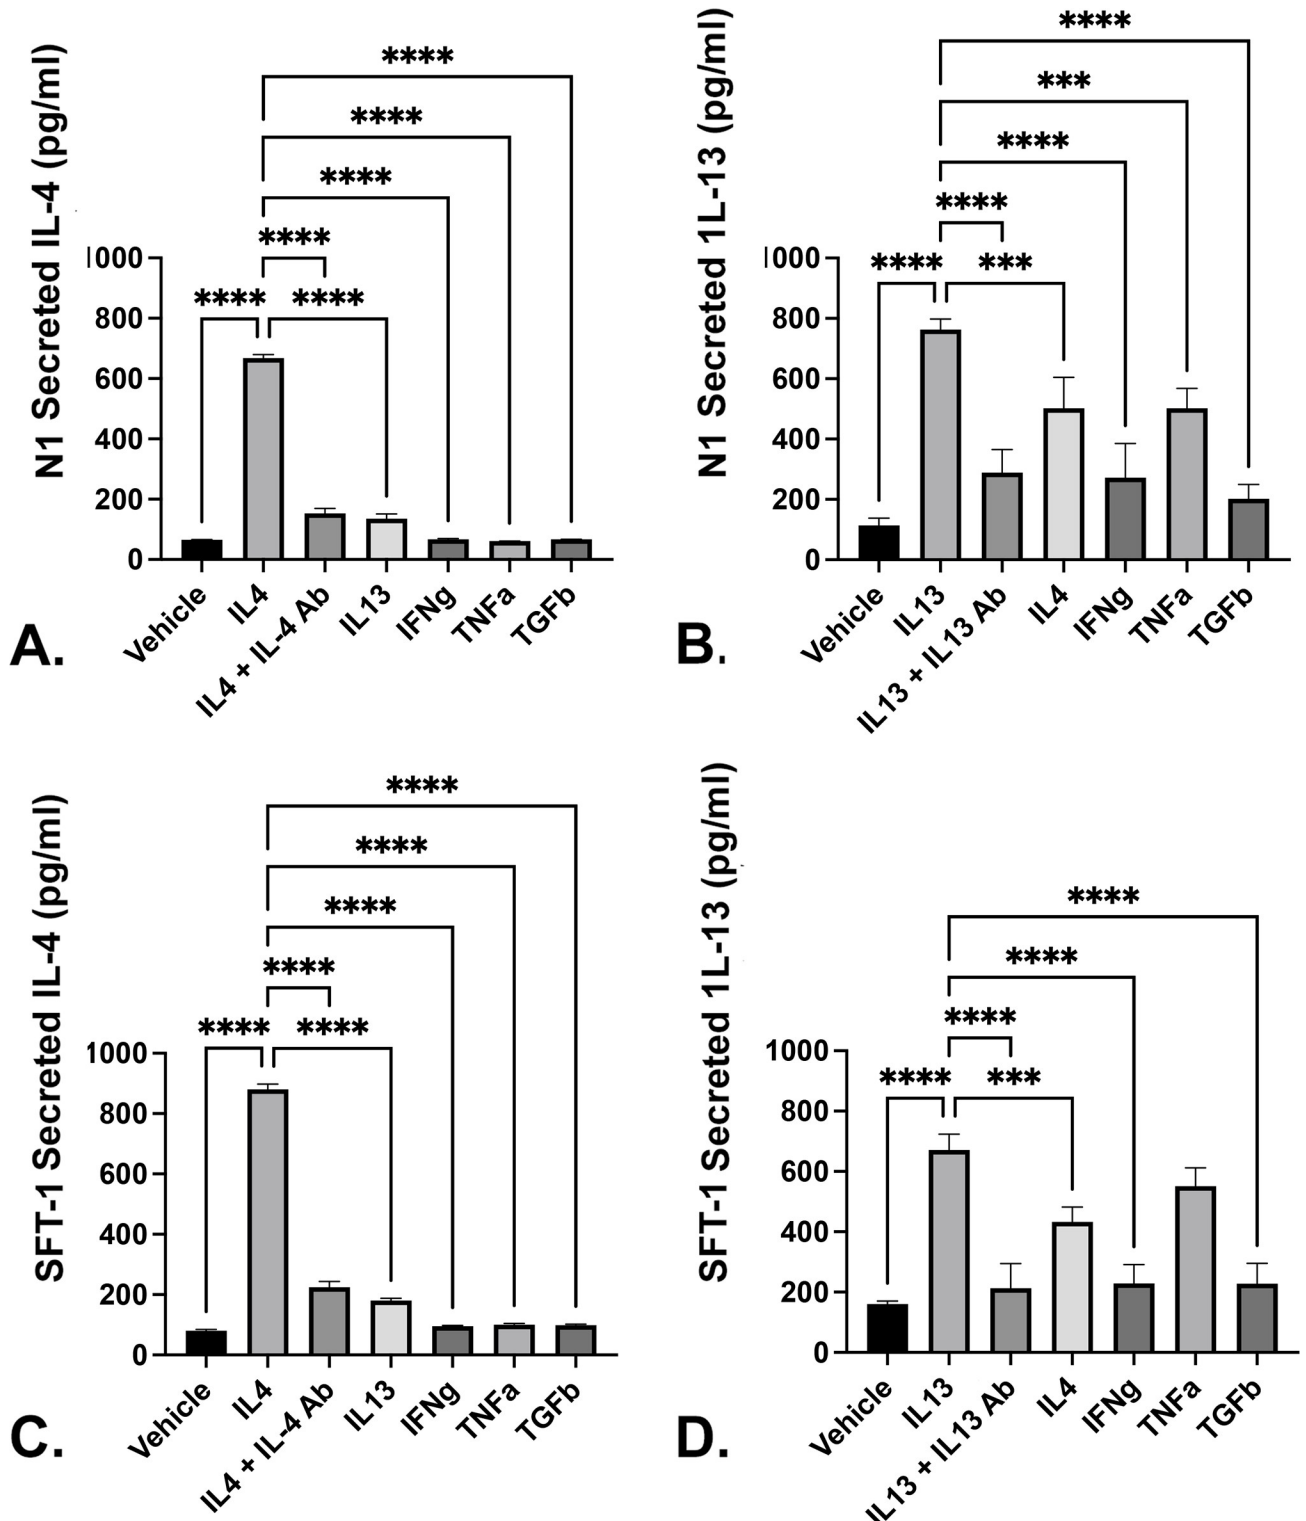 N1 Secreted IL-4 (pg/ml)
****
****
****
****
**** ****
1000
800
600
400
200
0
Vehicle
IL4
IL4 + IL-4 Ab
IL13
IFNg
TNFa
TGFb
A.
N1 Secreted 1L-13 (pg/ml)
****
***
****
****
**** ***
1000
800
600
400
200
0
Vehicle
IL13
IL13 + IL13 Ab
IL4
IFNg
TNFa
TGFb
B.
SFT-1 Secreted IL-4 (pg/ml)
****
****
****
****
**** ****
1000
800
600
400
200
0
Vehicle
IL4
IL4 + IL-4 Ab
IL13
IFNg
TNFa
TGFb
C.
SFT-1 Secreted 1L-13 (pg/ml)
****
****
****
**** ***
1000
800
600
400
200
0
Vehicle
IL13
IL13 + IL13 Ab
IL4
IFNg
TNFa
TGFb
D.